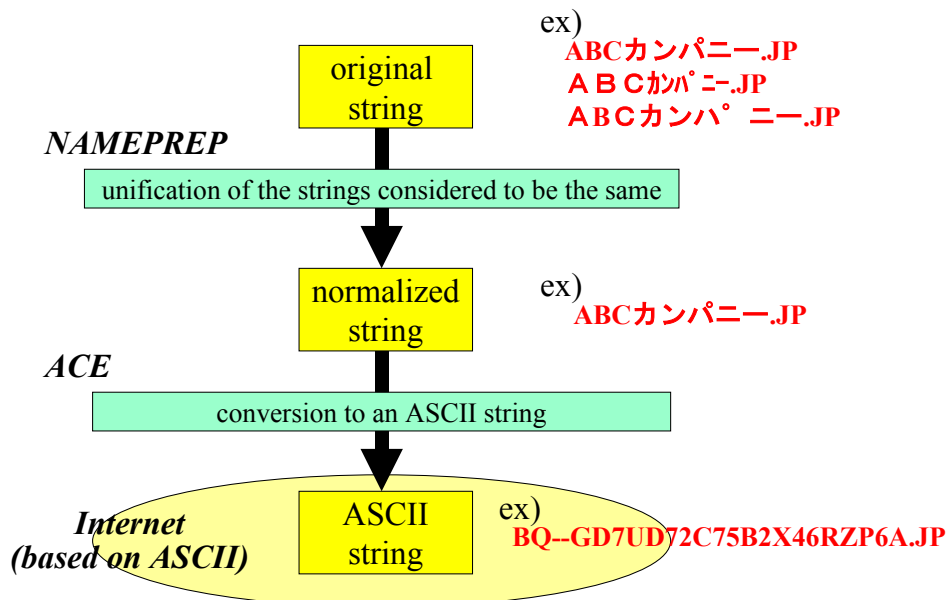 ex)
ABCカンパニー.JP
original
string
ＡＢＣｶﾝﾊﾟﾆｰ.JP
ＡBＣカンハ゜ニー.JP
NAMEPREP
unification of the strings considered to be the same
normalized
string
ex)
ABCカンパニー.JP
ACE
conversion to an ASCII string
Internet
(based on ASCII)
ASCII
string
ex)
BQ--GD7UD72C75B2X46RZP6A.JP